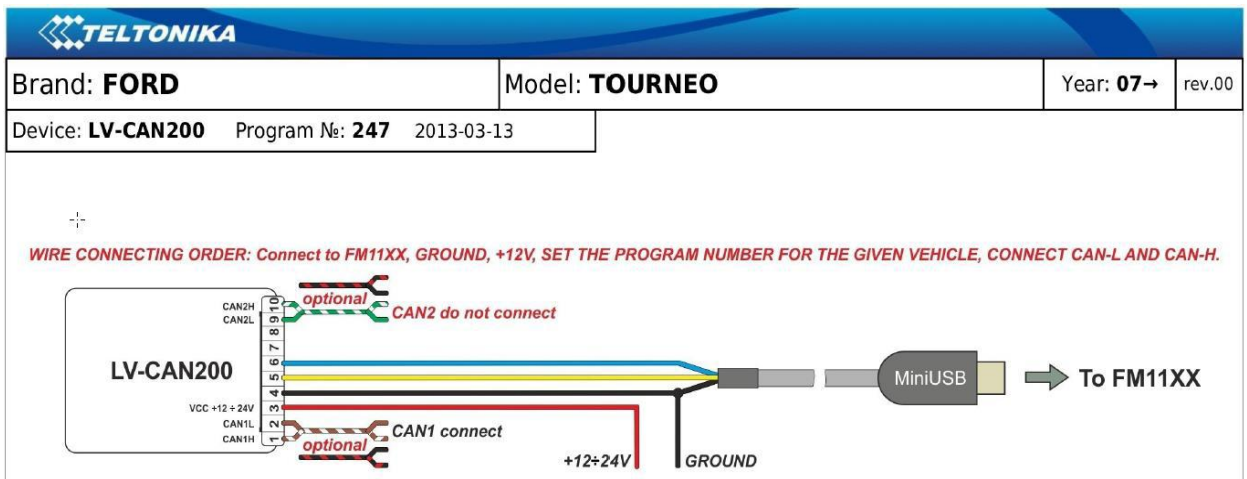 TELTONIKA
Brand: FORD Model: TOURNEO Year: 07→ rev.00
Device: LV-CAN200 Program №: 247 2013-03-13
WIRE CONNECTING ORDER: Connect to FM11XX, GROUND, +12V, SET THE PROGRAM NUMBER FOR THE GIVEN VEHICLE, CONNECT CAN-L AND CAN-H.
optional
CAN2H 10
CAN2L 9
CAN2 do not connect
8
7
6
LV-CAN200
5
MiniUSB
To FM11XX
4
VCC +12 ÷ 24V 3
CAN1L 2
CAN1H 1
CAN1 connect
optional
+12÷24V
GROUND